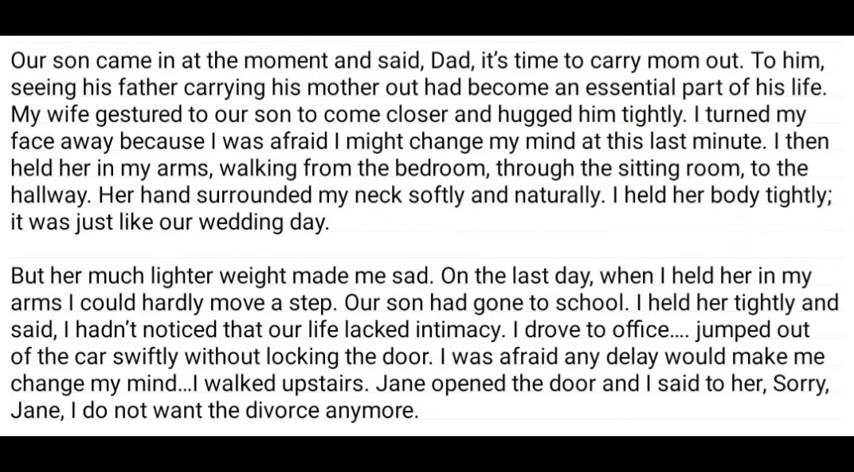 Our son came in at the moment and said, Dad, it's time to carry mom out. To him,
seeing his father carrying his mother out had become an essential part of his life.
My wife gestured to our son to come closer and hugged him tightly. I turned my
face away because I was afraid I might change my mind at this last minute. I then
held her in my arms, walking from the bedroom, through the sitting room, to the
hallway. Her hand surrounded my neck softly and naturally. I held her body tightly;
it was just like our wedding day.
But her much lighter weight made me sad. On the last day, when I held her in my
arms I could hardly move a step. Our son had gone to school. I held her tightly and
said, I hadn't noticed that our life lacked intimacy. I drove to office.... jumped out
of the car swiftly without locking the door. I was afraid any delay would make me
change my mind...I walked upstairs. Jane opened the door and I said to her, Sorry,
Jane, I do not want the divorce anymore.